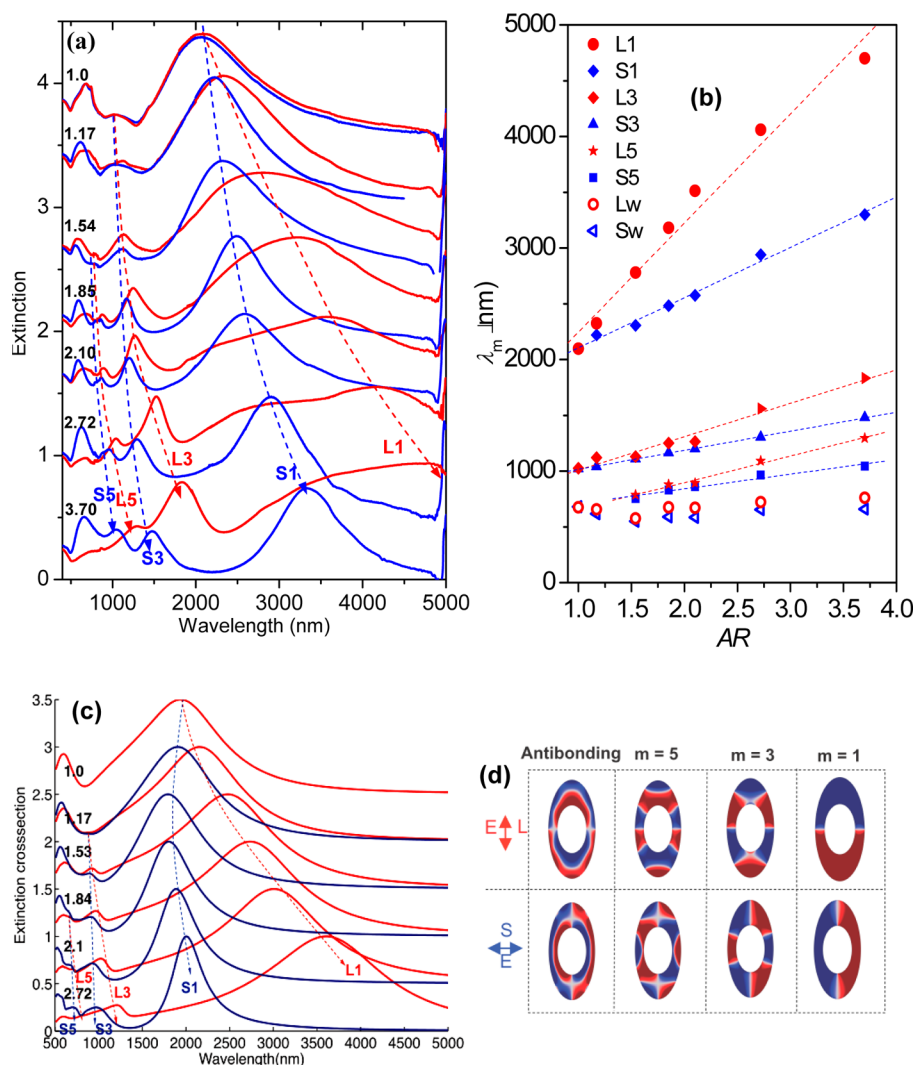 (a)
4
3
2
1
0
Extinction
1.0
1.17
1.54
1.85
2.10
2.72
3.70
S5
L5
L3
S3
S1
L1
1000 2000 3000 4000 5000
Wavelength (nm)
(b)
5000
4000
3000
2000
1000
0
L1
S1
L3
S3
L5
S5
Lw
Sw
1.0 1.5 2.0 2.5 3.0 3.5 4.0
AR
(c)
3.5
3
2.5
2
1.5
1
0.5
0
Extinction crosssection
1.0
1.17
1.53
1.84
2.1
2.72
L5
L3
S5
S3
S1
L1
500 1000 1500 2000 2500 3000 3500 4000 4500 5000
Wavelength(nm)
(d)
Antibonding m = 5 m = 3 m = 1
E L
S
E